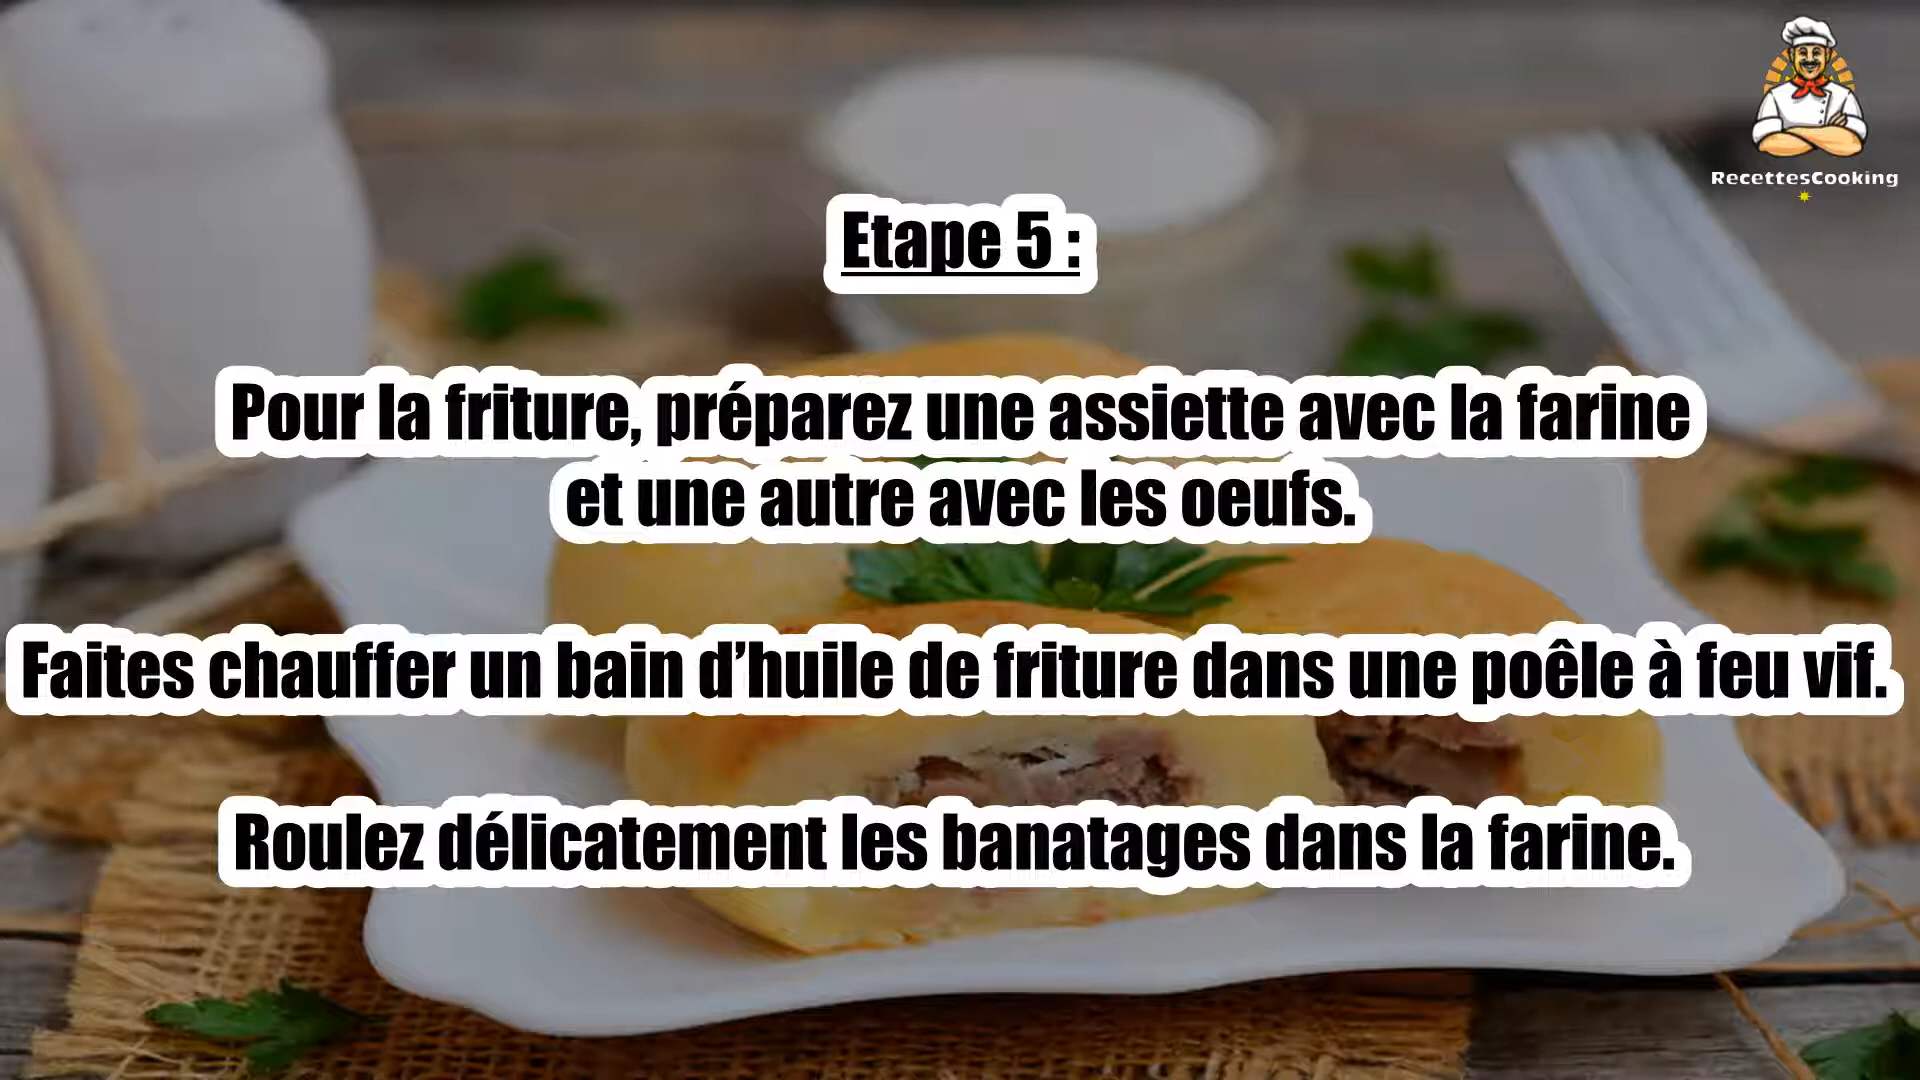 RecettesCooking
Etape 5 :
Pour la friture, préparez une assiette avec la farine
et une autre avec les oeufs.
Faites chauffer un bain d’huile de friture dans une poêle à feu vif.
Roulez délicatement les banatages dans la farine.